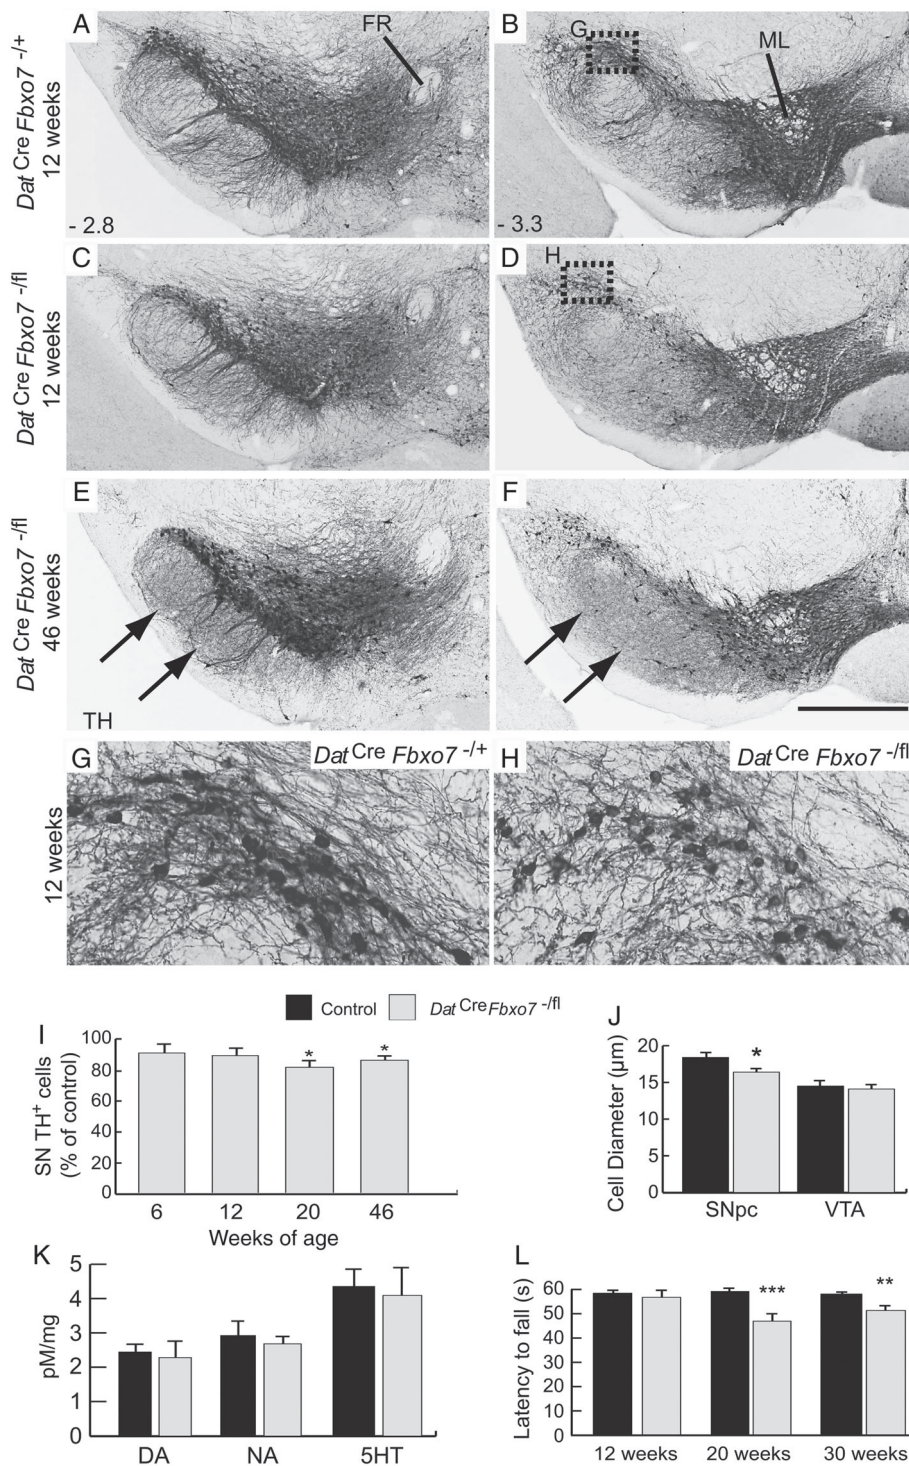 A
FR
B
G
ML
Dat Cre Fbxo7 -/+
12 weeks
- 2.8
- 3.3
C
D
H
Dat Cre Fbxo7 -/fl
12 weeks
E
F
Dat Cre Fbxo7 -/fl
46 weeks
TH
G
Dat Cre Fbxo7 -/+
H
Dat Cre Fbxo7 -/fl
12 weeks
Control
Dat Cre Fbxo7 -/fl
I
SN TH+ cells
(% of control)
100
80
60
40
20
0
* *
6 12 20 46
Weeks of age
J
Cell Diameter (µm)
20
15
10
5
0
*
SNpc VTA
K
pM/mg
5
4
3
2
1
0
DA NA 5HT
L
Latency to fall (s)
60
50
40
30
20
10
0
*** **
12 weeks 20 weeks 30 weeks